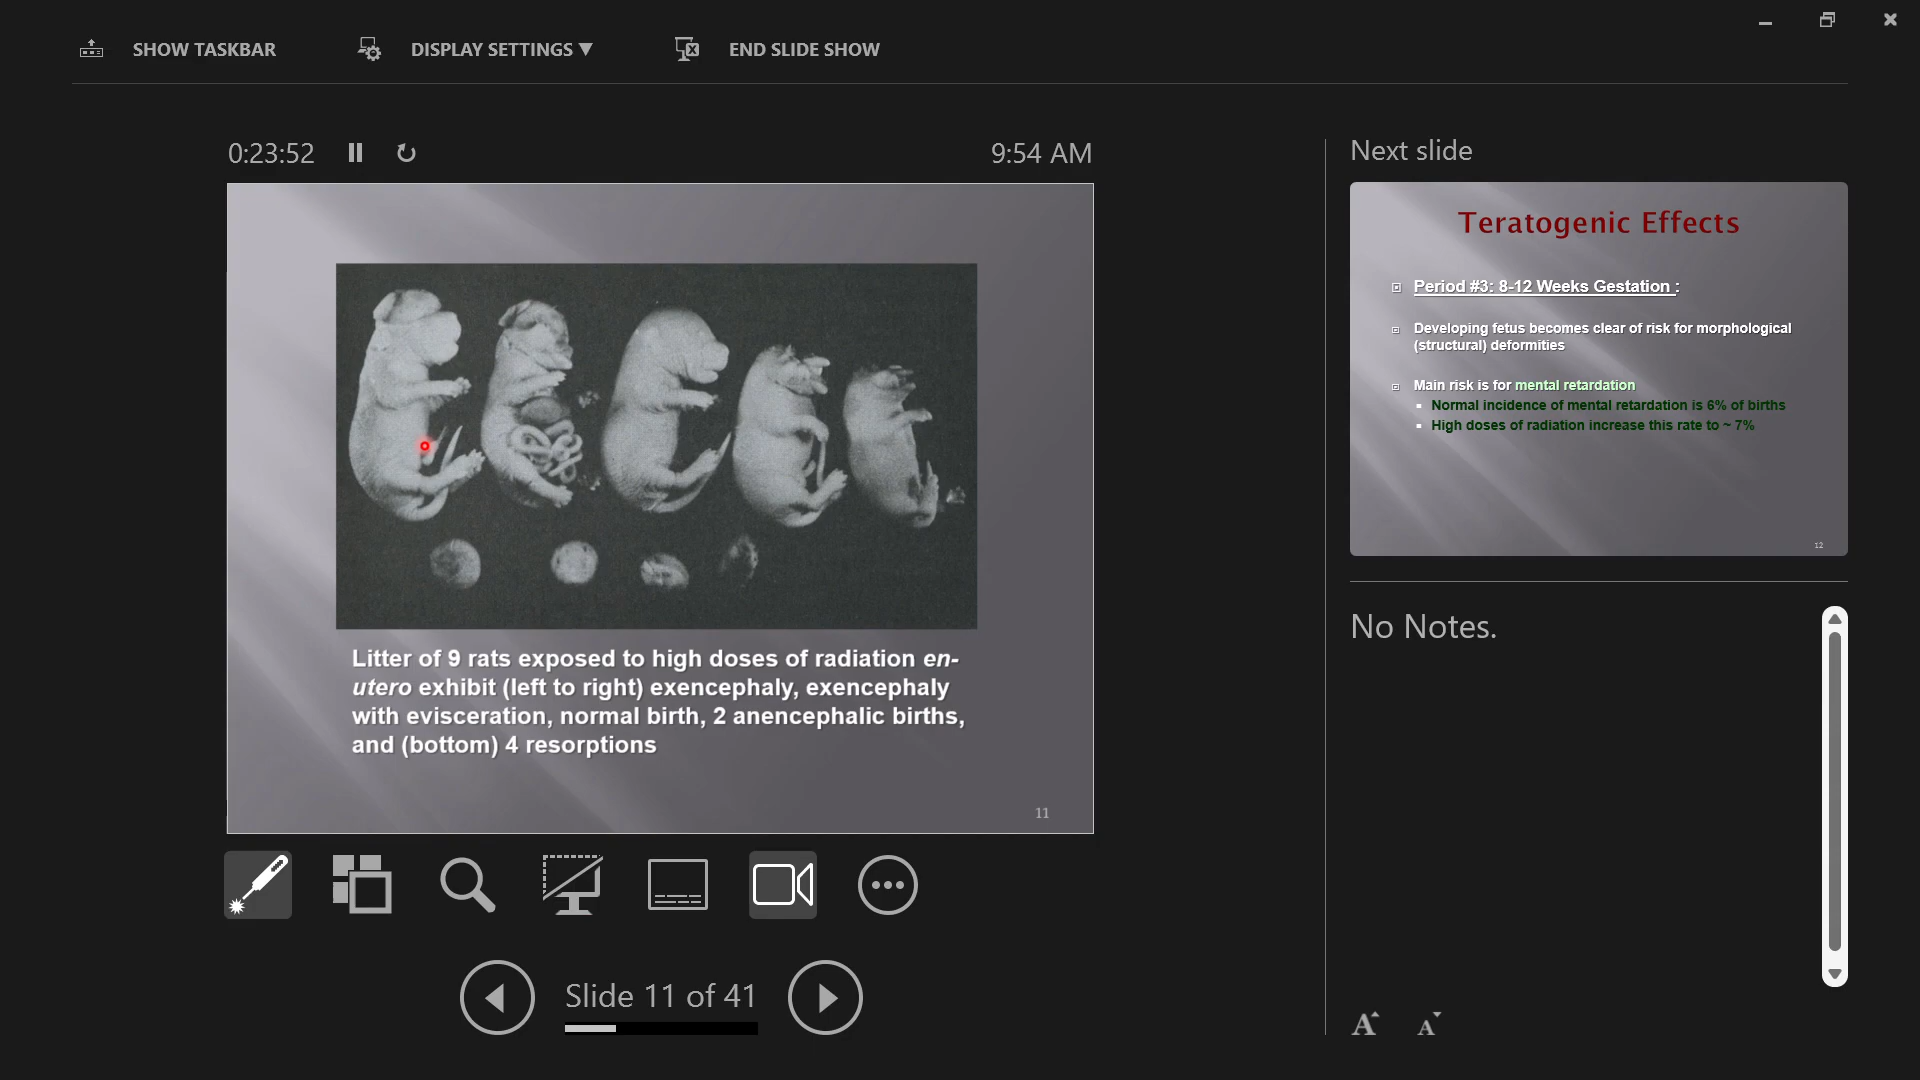 SHOW TASKBAR
DISPLAY SETTINGS ▼
END SLIDE SHOW
0:23:52
9:54 AM
Litter of 9 rats exposed to high doses of radiation en-
utero exhibit (left to right) exencephaly, exencephaly
with evisceration, normal birth, 2 anencephalic births,
and (bottom) 4 resorptions
11
Slide 11 of 41
Next slide
Teratogenic Effects
Period #3: 8-12 Weeks Gestation :
Developing fetus becomes clear of risk for morphological
(structural) deformities
Main risk is for mental retardation
Normal incidence of mental retardation is 6% of births
High doses of radiation increase this rate to ~ 7%
12
No Notes.
A
A